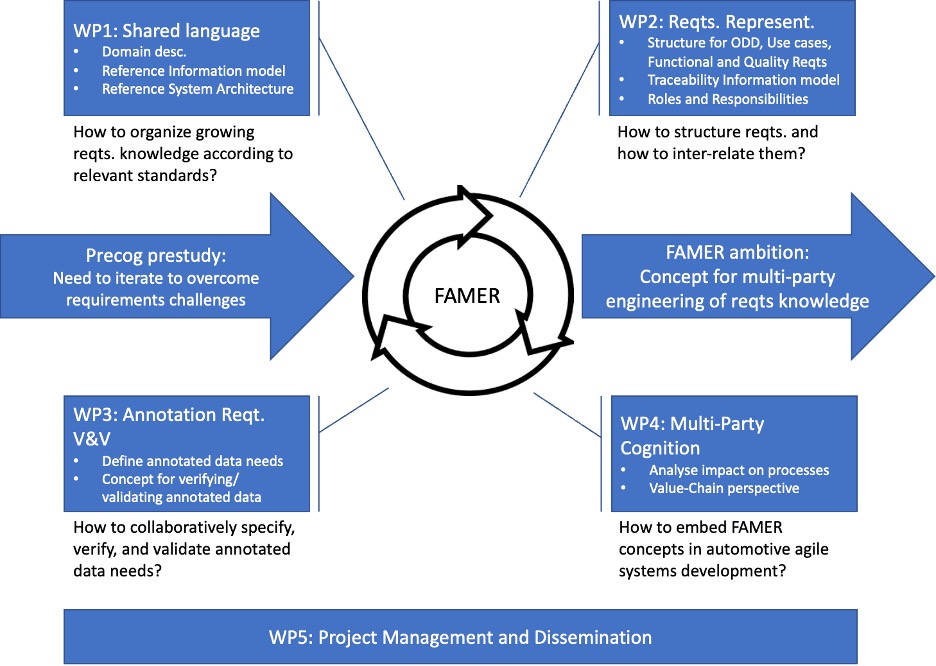 WP1: Shared language
• Domain desc.
• Reference Information model
• Reference System Architecture
How to organize growing
reqts. knowledge according to
relevant standards?
WP2: Reqts. Represent.
• Structure for ODD, Use cases,
Functional and Quality Reqts
• Traceability Information model
• Roles and Responsibilities
How to structure reqts. and
how to inter-relate them?
Precog prestudy:
Need to iterate to overcome
requirements challenges
FAMER
FAMER ambition:
Concept for multi-party
engineering of reqts knowledge
WP3: Annotation Reqt.
V&V
• Define annotated data needs
• Concept for verifying/
validating annotated data
How to collaboratively specify,
verify, and validate annotated
data needs?
WP4: Multi-Party
Cognition
• Analyse impact on processes
• Value-Chain perspective
How to embed FAMER
concepts in automotive agile
systems development?
WP5: Project Management and Dissemination